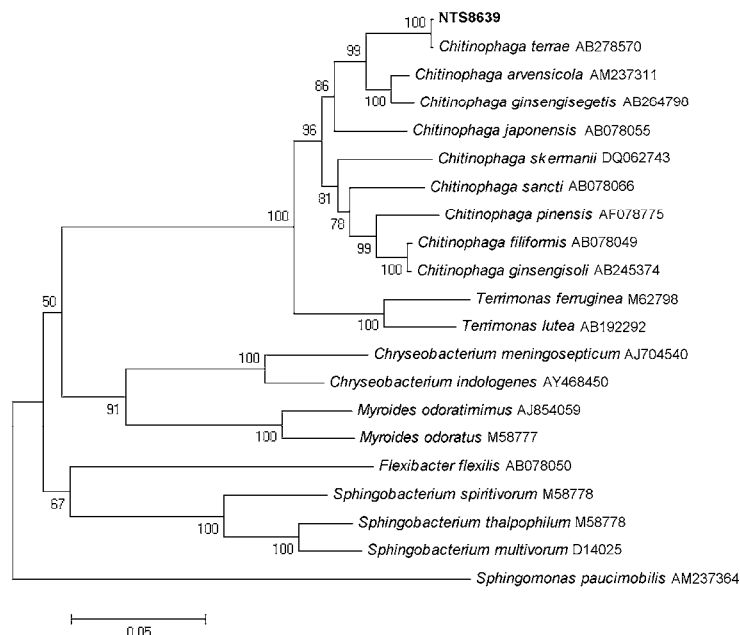 100 NTS8639
Chitinophaga terrae AB278570
99
Chitinophaga arvensicola AM237311
86
100 Chitinophaga ginsengisegetis AB264798
96 Chitinophaga japonensis AB078055
Chitinophaga skermanii DQ062743
81 Chitinophaga sancti AB078066
100 78 Chitinophaga pinensis AF078775
99 Chitinophaga filiformis AB078049
100 Chitinophaga ginsengisoli AB245374
50 Terrimonas ferruginea M62798
100 Terrimonas lutea AB192292
100 Chryseobacterium meningosepticum AJ704540
Chryseobacterium indologenes AY468450
91
Myroides odoratimimus AJ854059
100 Myroides odoratus M58777
Flexibacter flexilis AB078050
67 Sphingobacterium spiritivorum M58778
100 Sphingobacterium thalpophilum M58778
100 Sphingobacterium multivorum D14025
Sphingomonas paucimobilis AM237364
0.05